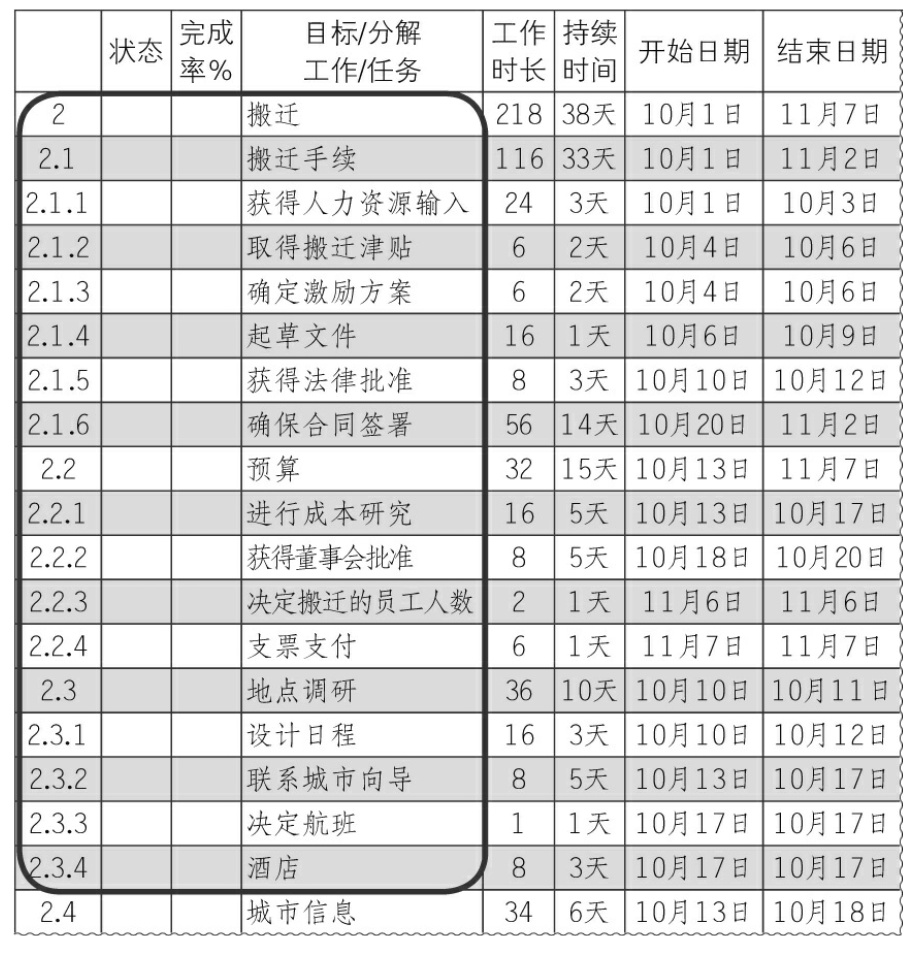 状态 完成率% 目标/分解工作/任务 工作时长 持续时间 开始日期 结束日期
2 搬迁 218 38天 10月1日 11月7日
2.1 搬迁手续 116 33天 10月1日 11月2日
2.1.1 获得人力资源输入 24 3天 10月1日 10月3日
2.1.2 取得搬迁津贴 6 2天 10月4日 10月6日
2.1.3 确定激励方案 6 2天 10月4日 10月6日
2.1.4 起草文件 16 1天 10月6日 10月9日
2.1.5 获得法律批准 8 3天 10月10日 10月12日
2.1.6 确保合同签署 56 14天 10月20日 11月2日
2.2 预算 32 15天 10月13日 11月7日
2.2.1 进行成本研究 16 5天 10月13日 10月17日
2.2.2 获得董事会批准 8 5天 10月18日 10月20日
2.2.3 决定搬迁的员工人数 2 1天 11月6日 11月6日
2.2.4 支票支付 6 1天 11月7日 11月7日
2.3 地点调研 36 10天 10月10日 10月11日
2.3.1 设计日程 16 3天 10月10日 10月12日
2.3.2 联系城市向导 8 5天 10月13日 10月17日
2.3.3 决定航班 1 1天 10月17日 10月17日
2.3.4 酒店 8 3天 10月17日 10月17日
2.4 城市信息 34 6天 10月13日 10月18日